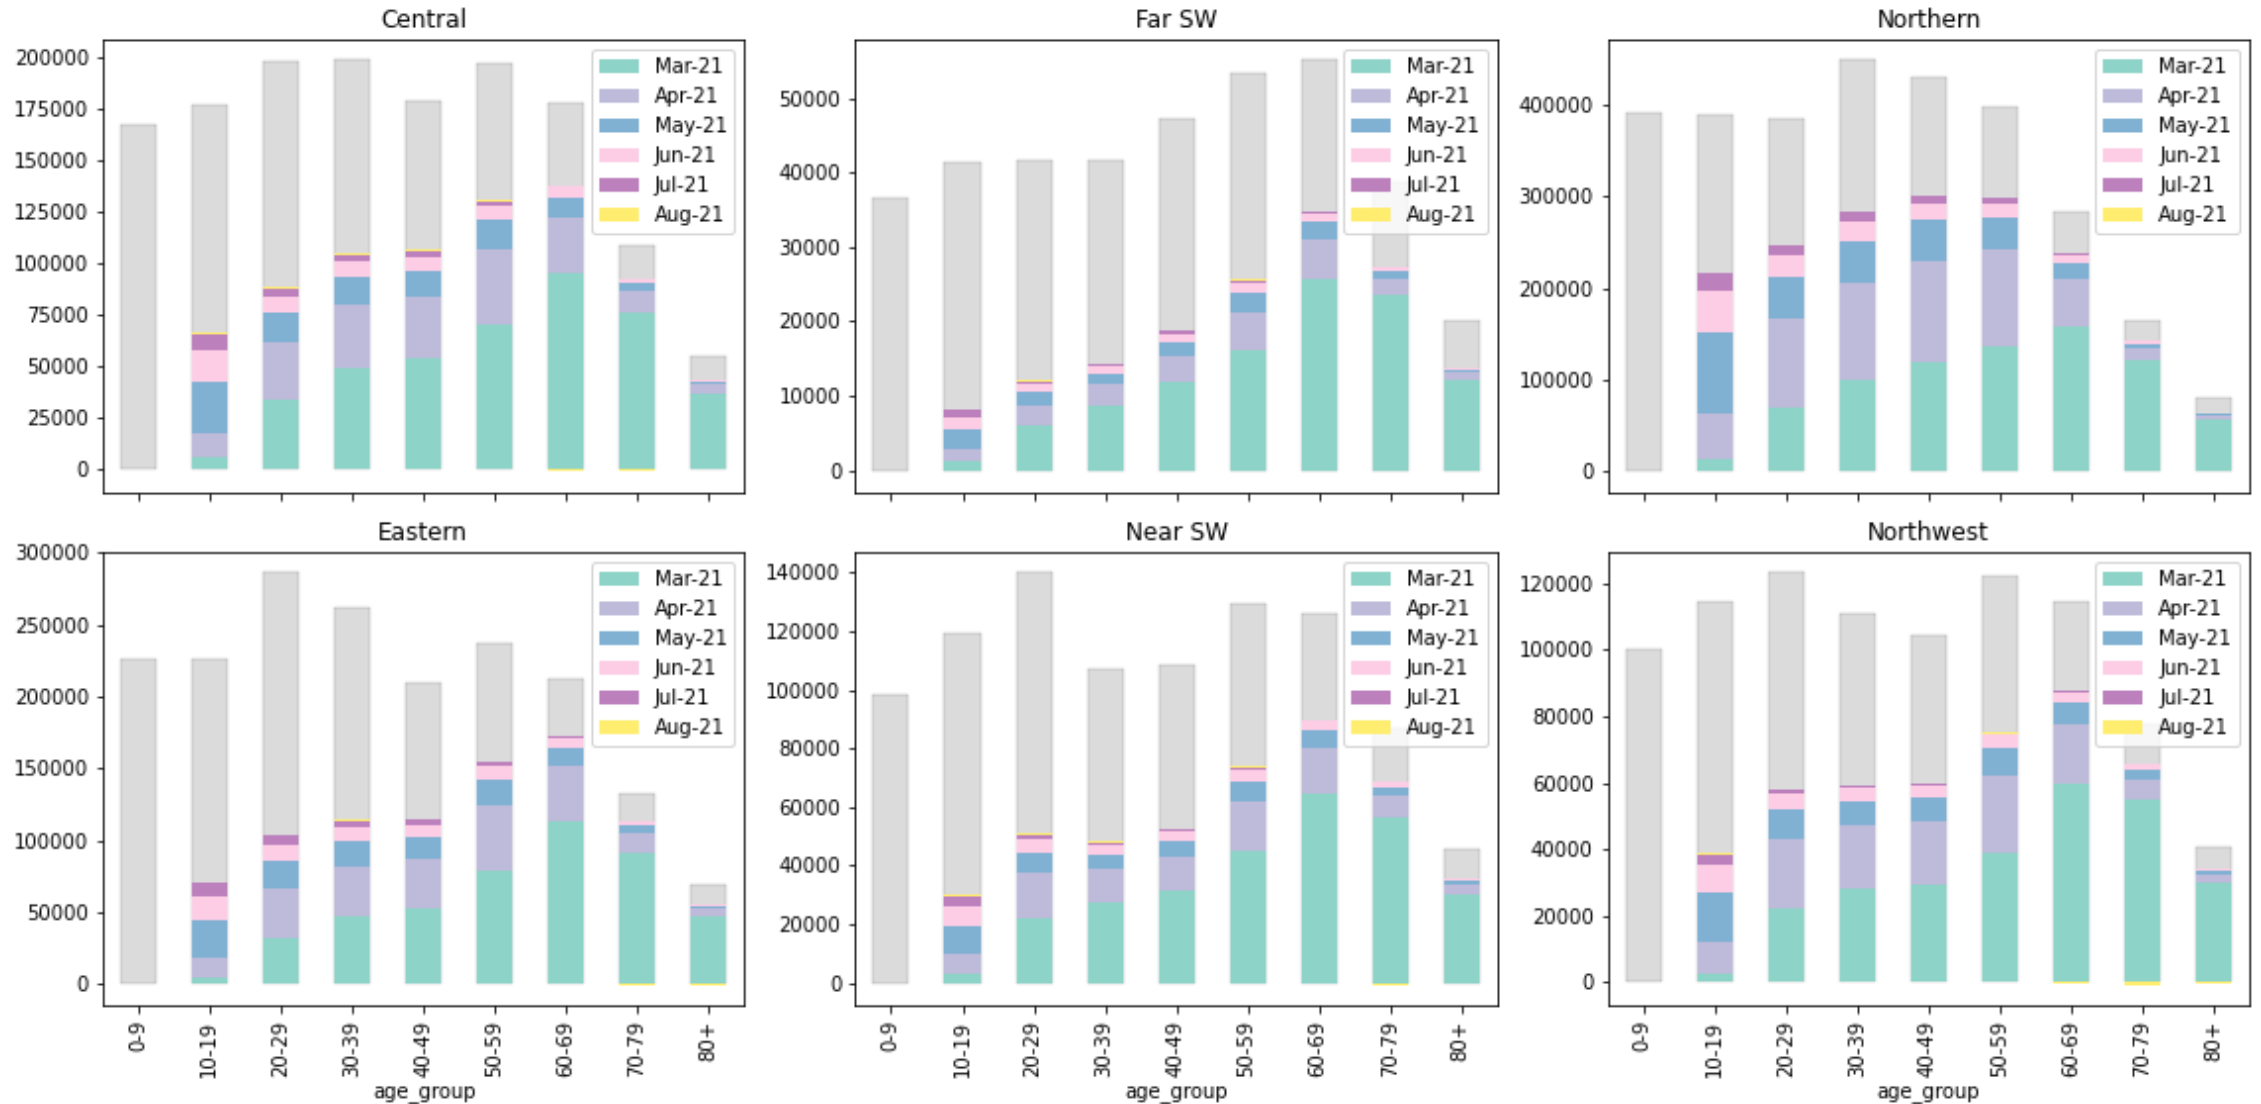 Central
200000
175000
150000
125000
100000
75000
50000
25000
0
Mar-21
Apr-21
May-21
Jun-21
Jul-21
Aug-21
Far SW
50000
40000
30000
20000
10000
0
Mar-21
Apr-21
May-21
Jun-21
Jul-21
Aug-21
Northern
400000
300000
200000
100000
0
Mar-21
Apr-21
May-21
Jun-21
Jul-21
Aug-21
Eastern
300000
250000
200000
150000
100000
50000
0
Mar-21
Apr-21
May-21
Jun-21
Jul-21
Aug-21
0-9
10-19
20-29
30-39
40-49
50-59
60-69
70-79
80+
age_group
Near SW
140000
120000
100000
80000
60000
40000
20000
0
Mar-21
Apr-21
May-21
Jun-21
Jul-21
Aug-21
0-9
10-19
20-29
30-39
40-49
50-59
60-69
70-79
80+
age_group
Northwest
120000
100000
80000
60000
40000
20000
0
Mar-21
Apr-21
May-21
Jun-21
Jul-21
Aug-21
0-9
10-19
20-29
30-39
40-49
50-59
60-69
70-79
80+
age_group